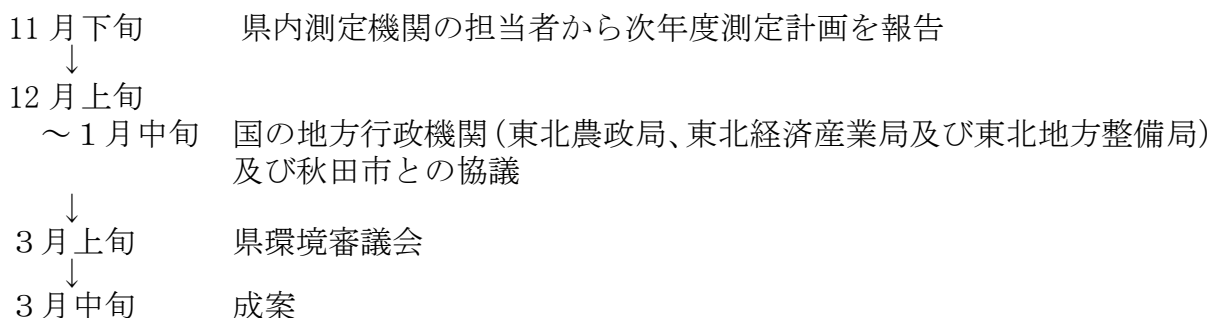 11月下旬　　県内測定機関の担当者から次年度測定計画を報告
↓
12月上旬
～１月中旬　国の地方行政機関（東北農政局、東北経済産業局及び東北地方整備局）
及び秋田市との協議
↓
３月上旬　　県環境審議会
↓
３月中旬　　成案